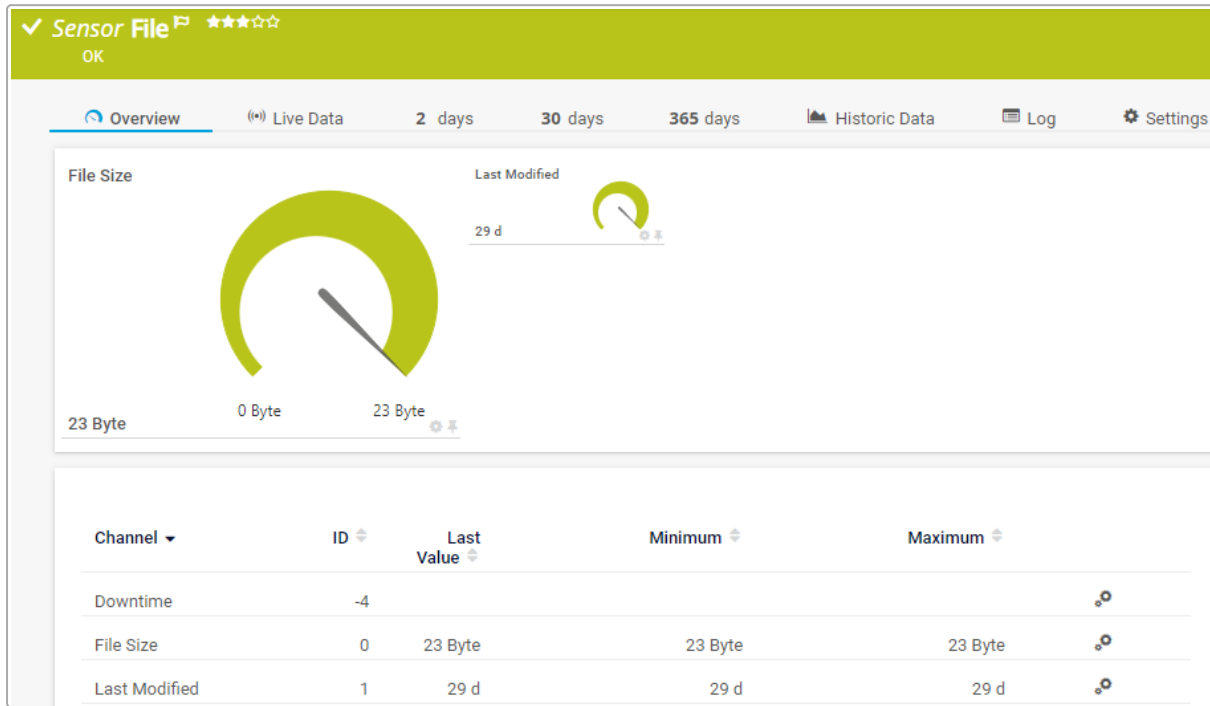 Sensor File
OK
Overview Live Data 2 days 30 days 365 days Historic Data Log Settings
File Size
Last Modified
29 d
0 Byte 23 Byte
23 Byte
Channel ID Last Value Minimum Maximum
Downtime -4
File Size 0 23 Byte 23 Byte 23 Byte
Last Modified 1 29 d 29 d 29 d